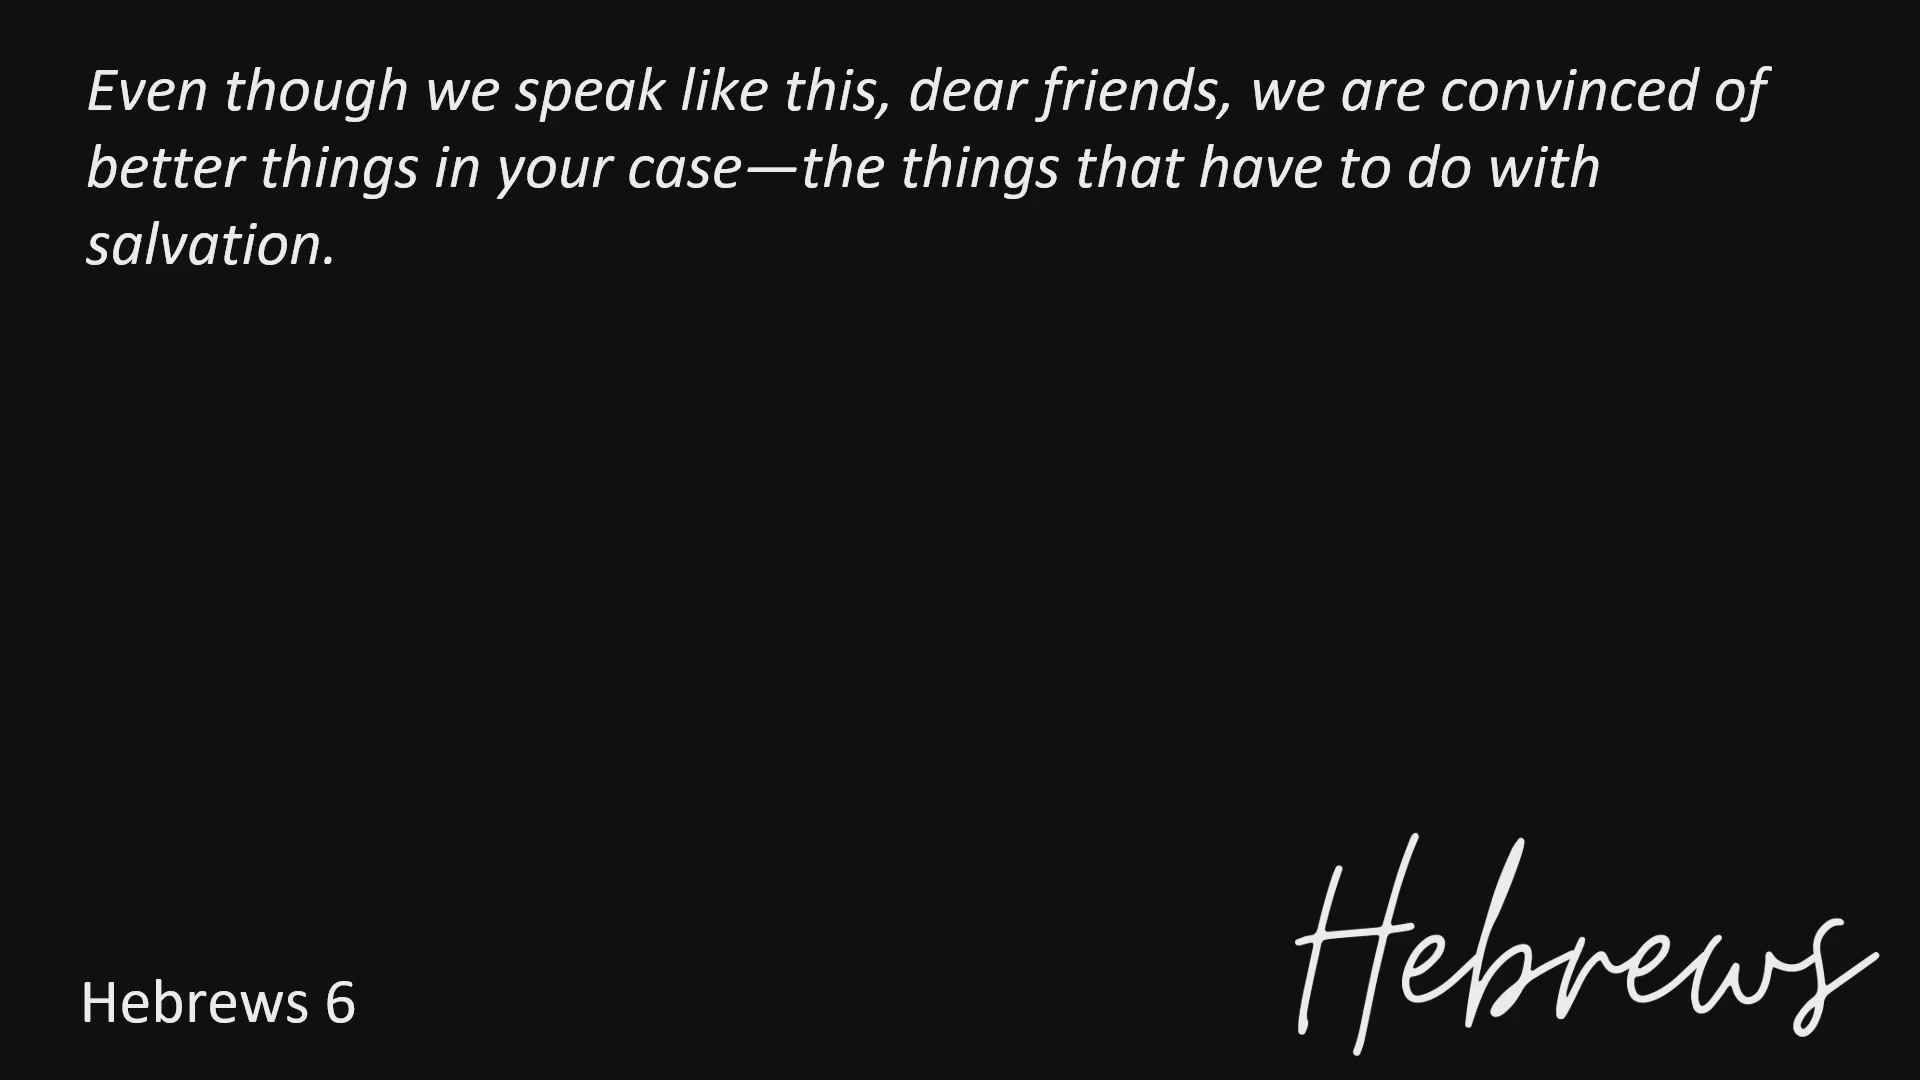 Even though we speak like this, dear friends, we are convinced of
better things in your case—the things that have to do with
salvation.
Hebrews 6
Hebrews